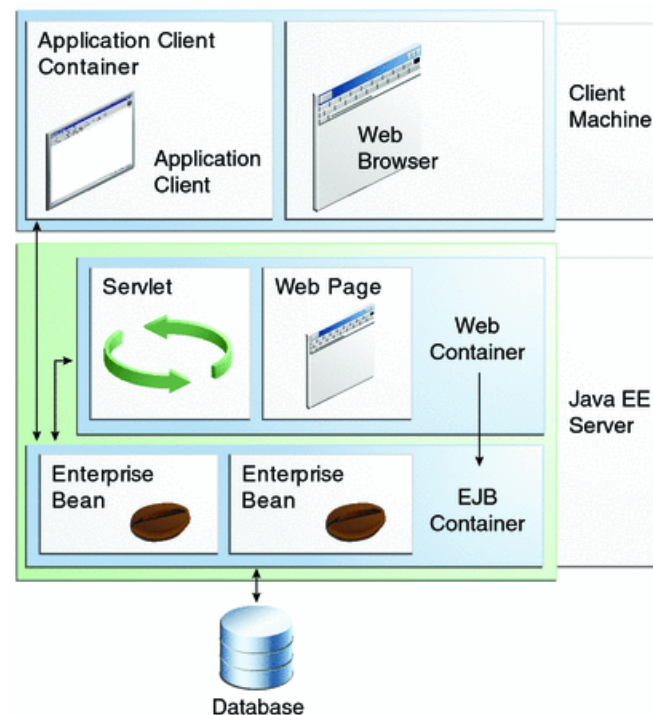 Application Client
Container
Application
Client
Web
Browser
Client
Machine
Servlet
Web Page
Web
Container
Java EE
Server
Enterprise
Bean
Enterprise
Bean
EJB
Container
Database